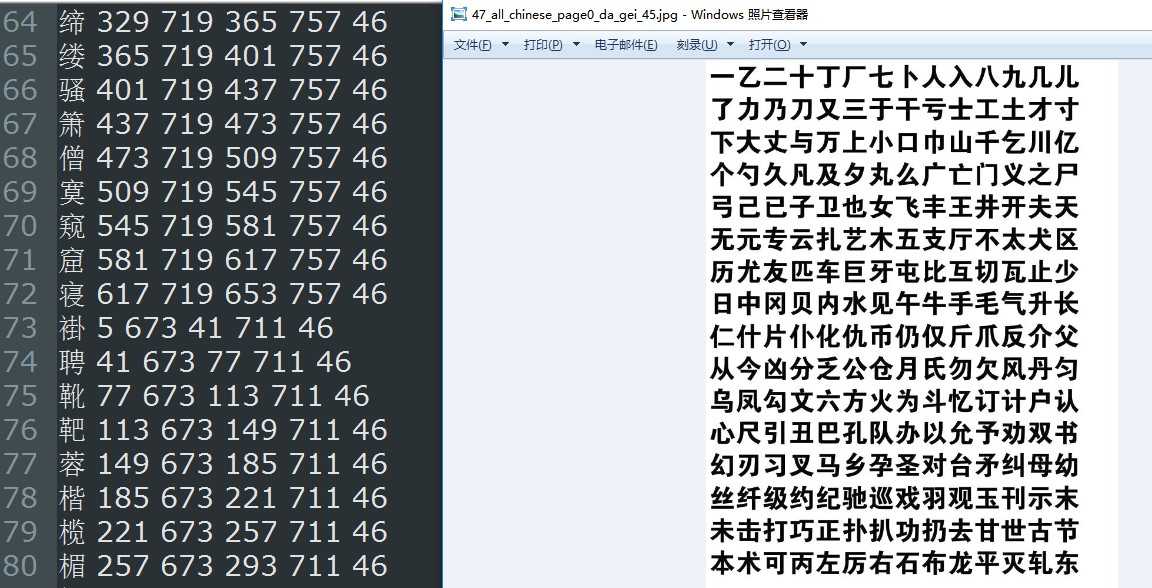 64 缔 329 719 365 757 46
65 缕 365 719 401 757 46
66 骚 401 719 437 757 46
67 箫 437 719 473 757 46
68 僧 473 719 509 757 46
69 寞 509 719 545 757 46
70 窥 545 719 581 757 46
71 窟 581 719 617 757 46
72 寝 617 719 653 757 46
73 褂 5 673 41 711 46
74 聘 41 673 77 711 46
75 靴 77 673 113 711 46
76 靶 113 673 149 711 46
77 蓉 149 673 185 711 46
78 楷 185 673 221 711 46
79 榄 221 673 257 711 46
80 楣 257 673 293 711 46
47_all_chinese_page0_da_gei_45.jpg - Windows 照片查看器
文件(F) 打印(P) 电子邮件(E) 刻录(U) 打开(O)
一乙二十丁厂七卜人入八九几儿
了力乃刀又三于干亏士工土才寸
下大丈与万上小口巾山千乞川亿
个勺久凡及夕丸么广亡门义之尸
弓己已子卫也女飞丰王井开夫天
无元专云扎艺木五支厅不太犬区
历尤友匹车巨牙屯比互切瓦止少
日中冈贝内水见午牛手毛气升长
仁什片仆化仇币仍仅斤爪反介父
从今凶分乏公仓月氏勿欠风丹匀
乌凤勾文六方火为斗忆订计户认
心尺引丑巴孔队办以允予劝双书
幻刃习叉马乡孕圣对台矛纠母幼
丝纤级约纪驰巡戏羽观玉刊示末
未击打巧正扑扒功扔去甘世古节
本术可丙左厉右石布龙平灭轧东